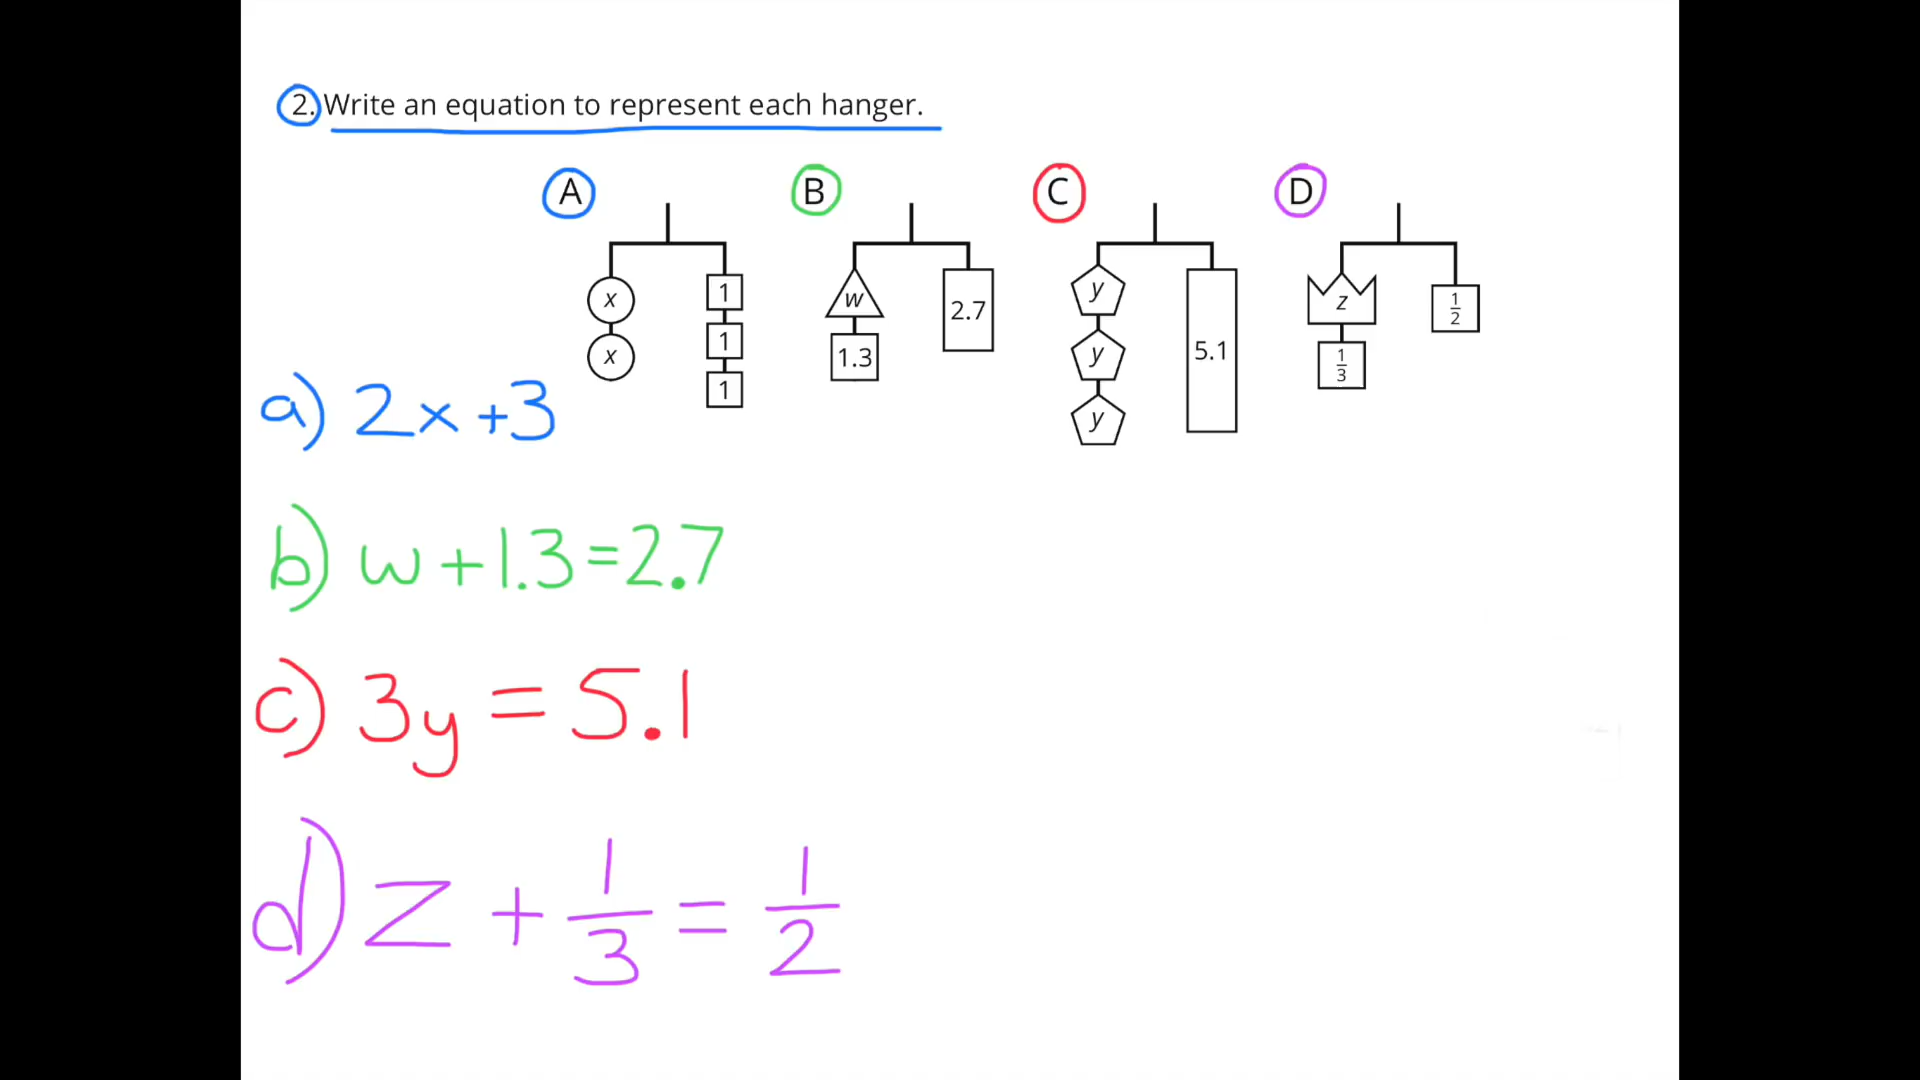 2. Write an equation to represent each hanger.
A B C D
x x
1 1 1
w 1.3
2.7
y y y
5.1
z 1/3
1/2
a) 2x +3
b) w + 1.3 = 2.7
c) 3y = 5.1
d) z + 1/3 = 1/2